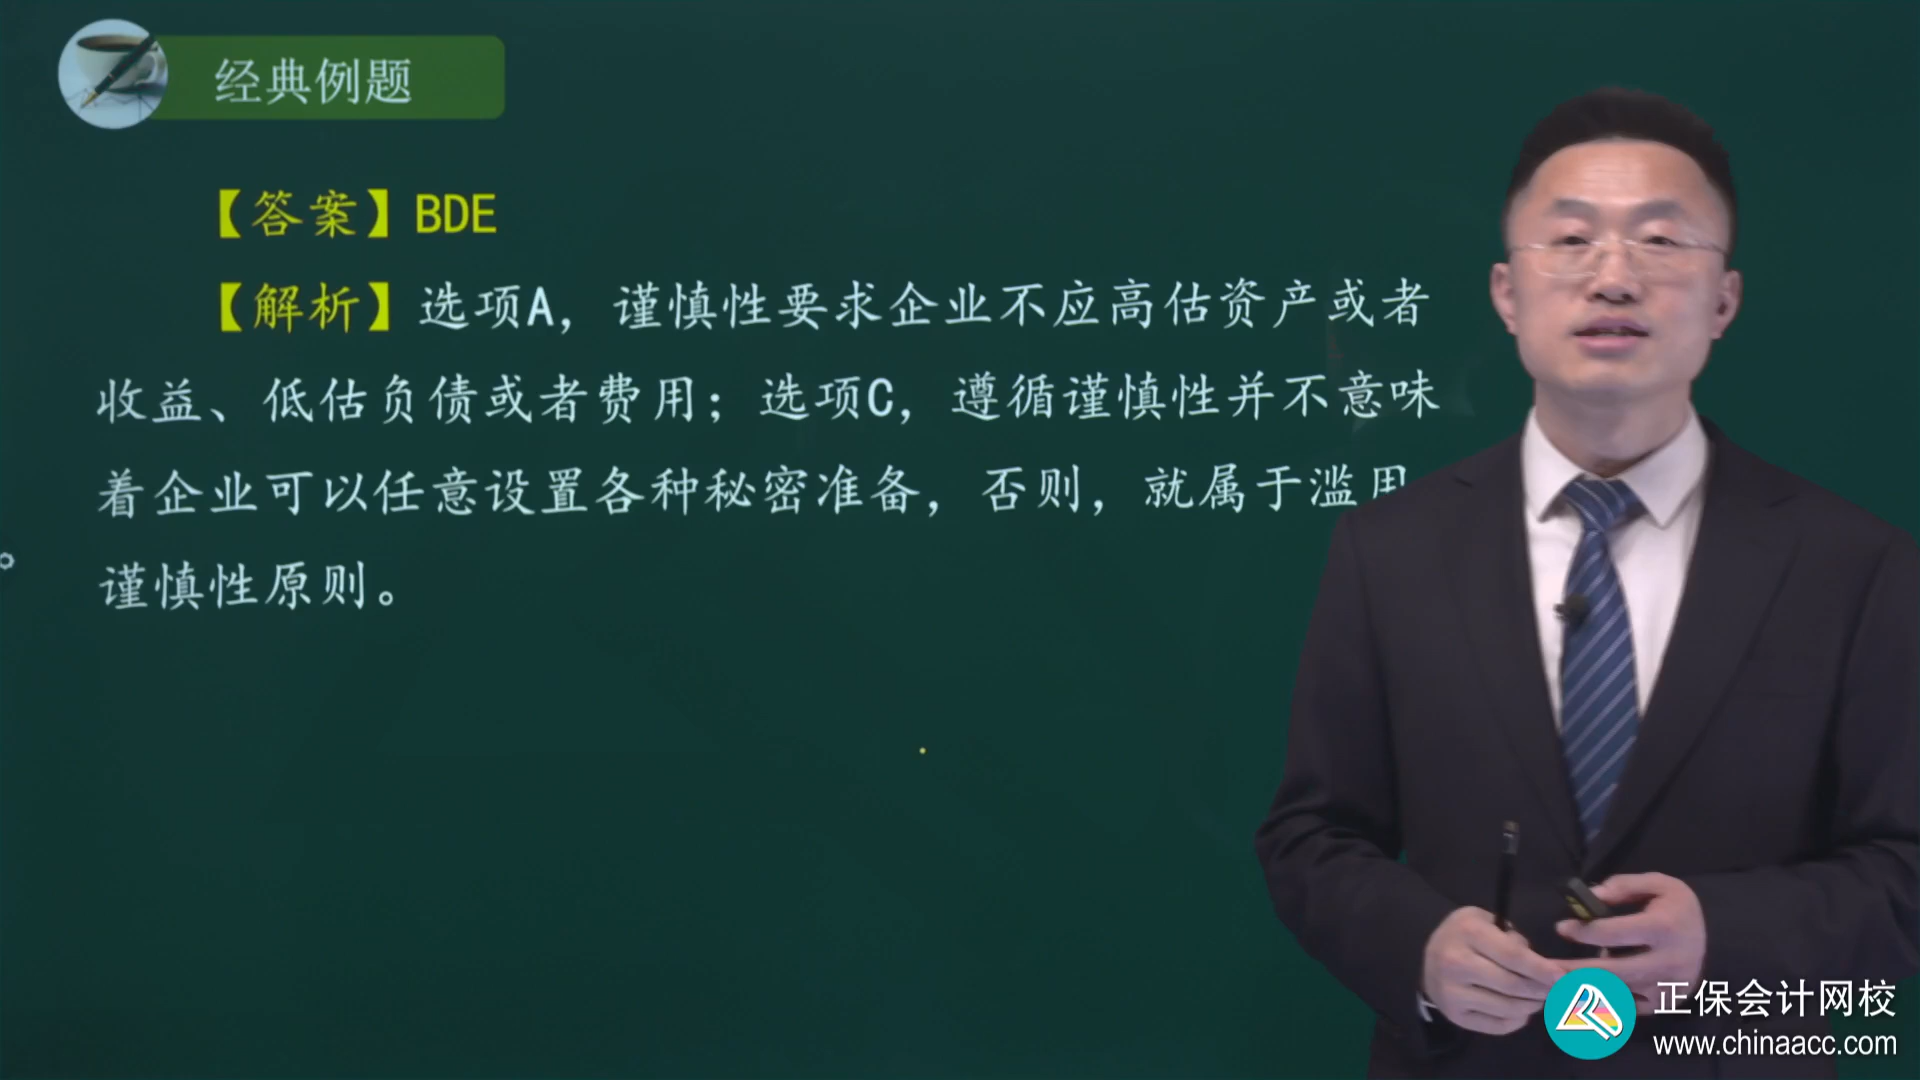 经典例题
【答案】BDE
【解析】选项A，谨慎性要求企业不应高估资产或者
收益、低估负债或者费用；选项C，遵循谨慎性并不意味
着企业可以任意设置各种秘密准备，否则，就属于滥用
谨慎性原则。
正保会计网校
www.chinaacc.com